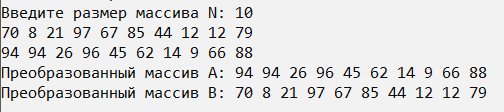 Введите размер массива N: 10
70 8 21 97 67 85 44 12 12 79
94 94 26 96 45 62 14 9 66 88
Преобразованный массив A: 94 94 26 96 45 62 14 9 66 88
Преобразованный массив B: 70 8 21 97 67 85 44 12 12 79